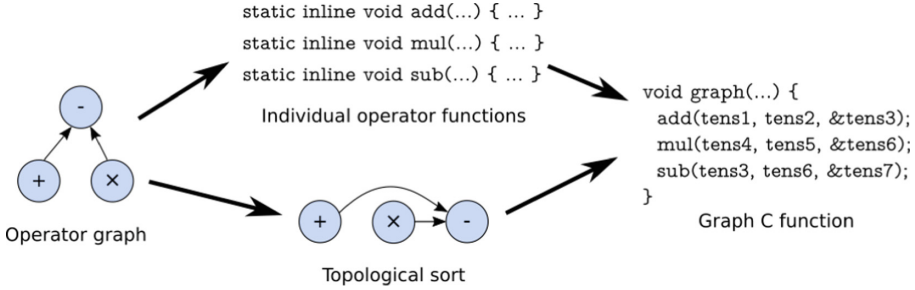 static inline void add(...) { ... }
static inline void mul(...) { ... }
static inline void sub(...) { ... }
Individual operator functions
-
+
×
Operator graph
+
×
-
Topological sort
void graph(...) {
add(tens1, tens2, &tens3);
mul(tens4, tens5, &tens6);
sub(tens3, tens6, &tens7);
}
Graph C function